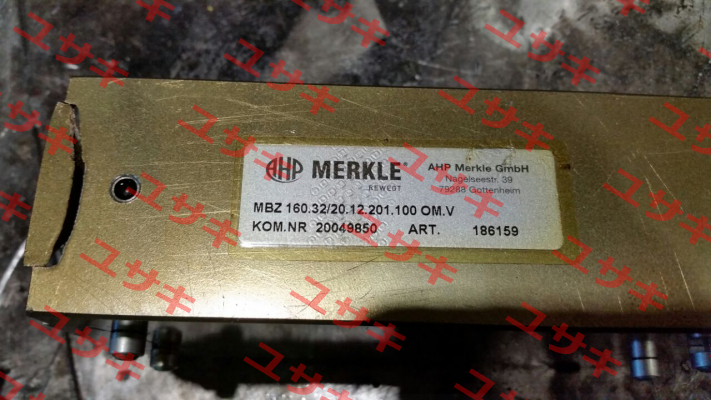 AHP MERKLE
AHP Merkle GmbH
Nägelseestr. 39
79288 Gottenheim
MBZ 160.32/20.12.201.100 OM.V
KOM.NR 20049850 ART. 186159
ユサキ